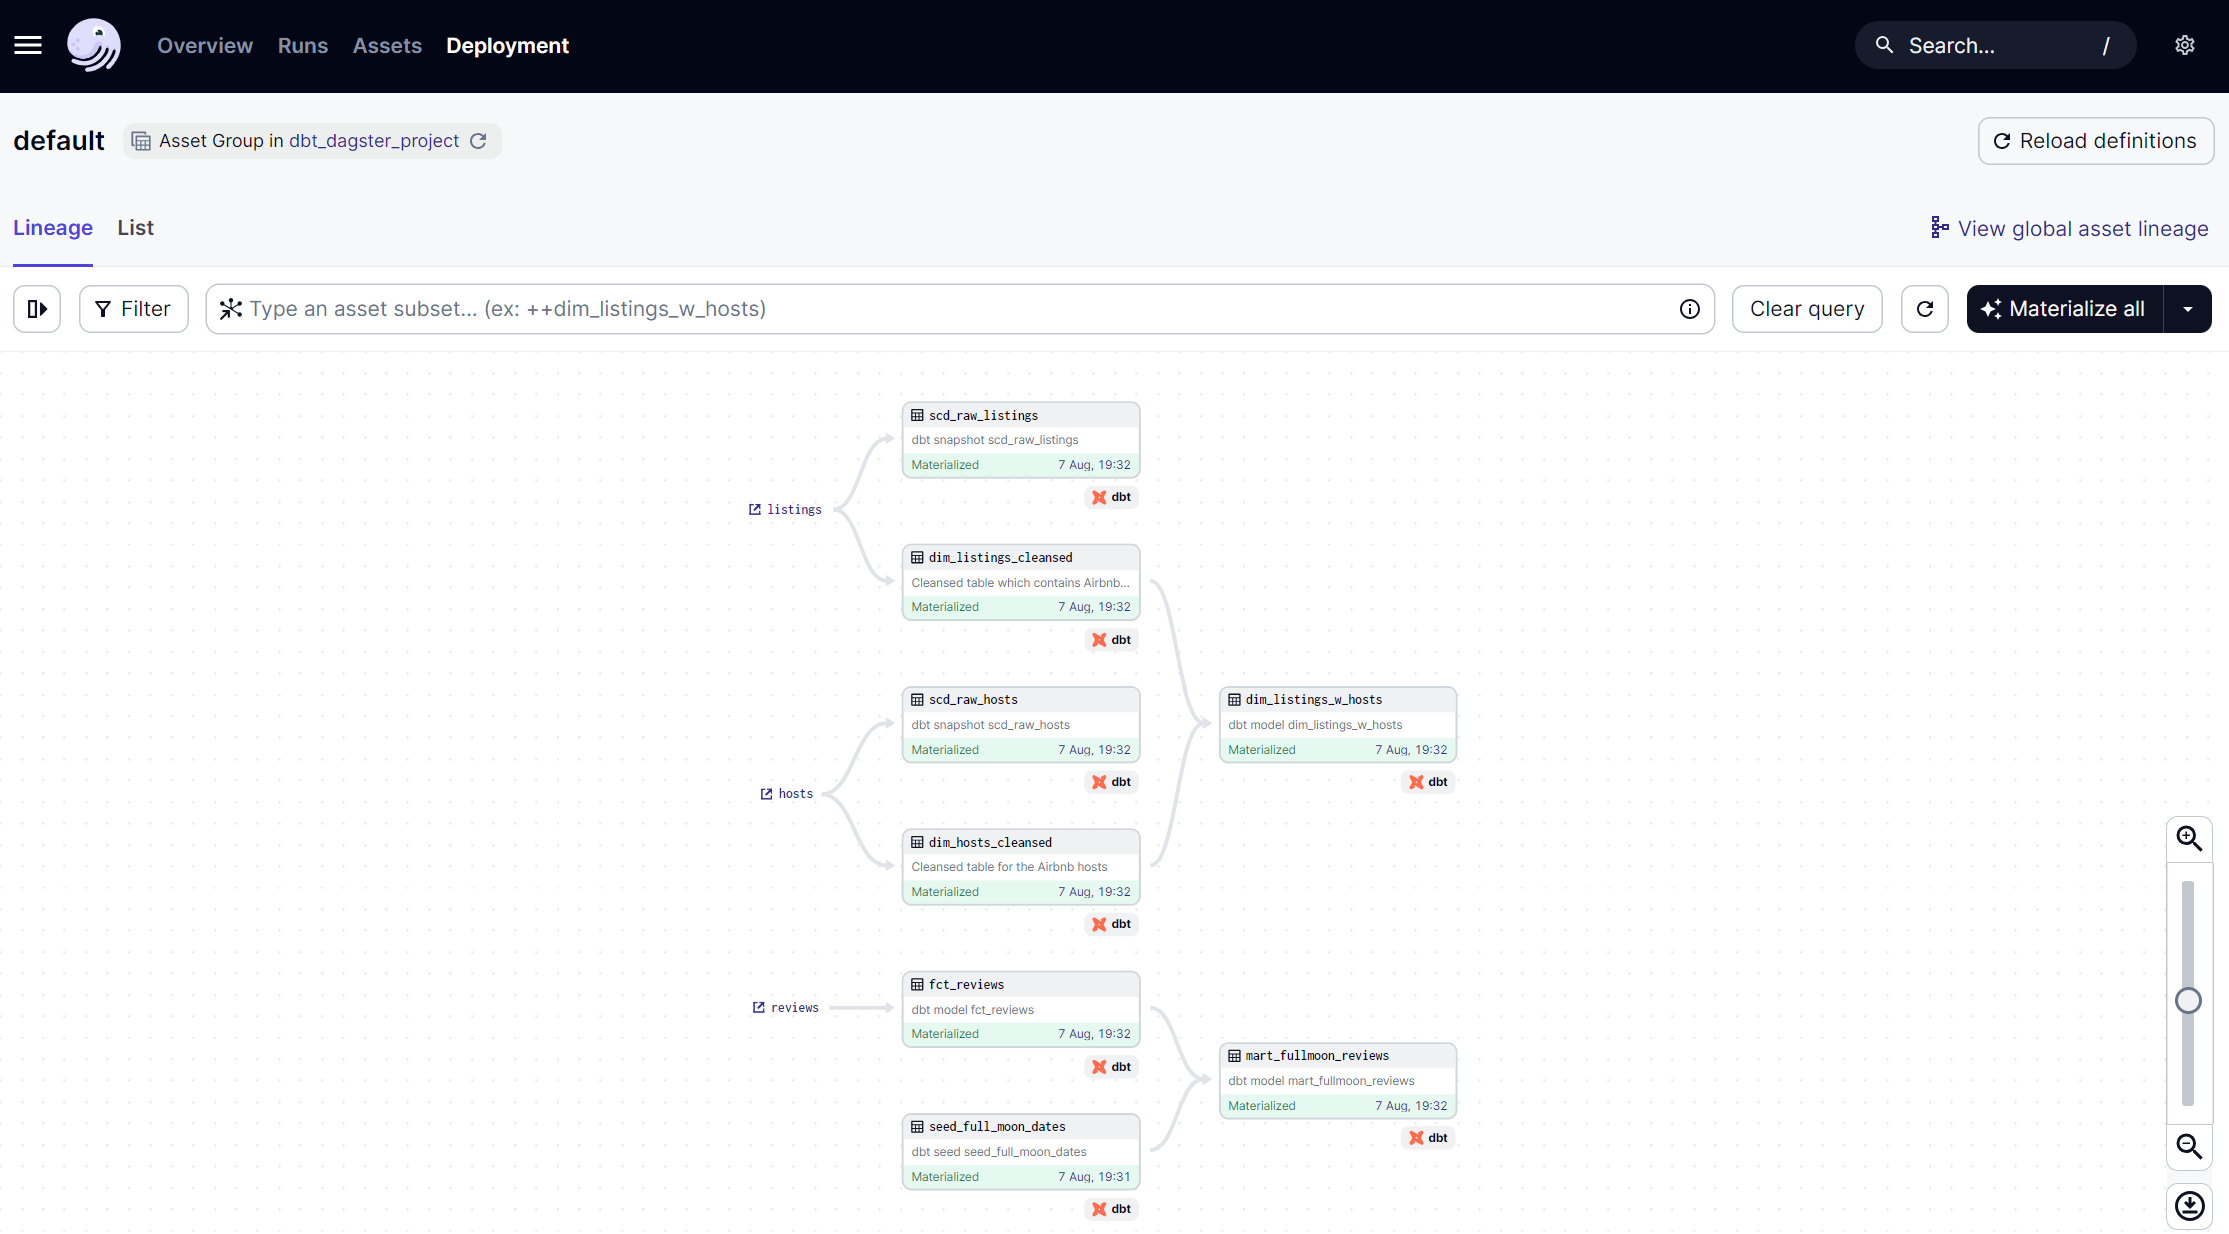 Overview Runs Assets Deployment Search... /
default Asset Group in dbt_dagster_project Reload definitions
Lineage List View global asset lineage
Filter Type an asset subset... (ex: ++dim_listings_w_hosts) Clear query Materialize all
scd_raw_listings
dbt snapshot scd_raw_listings
Materialized 7 Aug, 19:32
dbt
listings
dim_listings_cleansed
Cleansed table which contains Airbnb...
Materialized 7 Aug, 19:32
dbt
scd_raw_hosts
dbt snapshot scd_raw_hosts
Materialized 7 Aug, 19:32
dbt
dim_listings_w_hosts
dbt model dim_listings_w_hosts
Materialized 7 Aug, 19:32
dbt
hosts
dim_hosts_cleansed
Cleansed table for the Airbnb hosts
Materialized 7 Aug, 19:32
dbt
reviews
fct_reviews
dbt model fct_reviews
Materialized 7 Aug, 19:32
dbt
mart_fullmoon_reviews
dbt model mart_fullmoon_reviews
Materialized 7 Aug, 19:32
dbt
seed_full_moon_dates
dbt seed seed_full_moon_dates
Materialized 7 Aug, 19:31
dbt